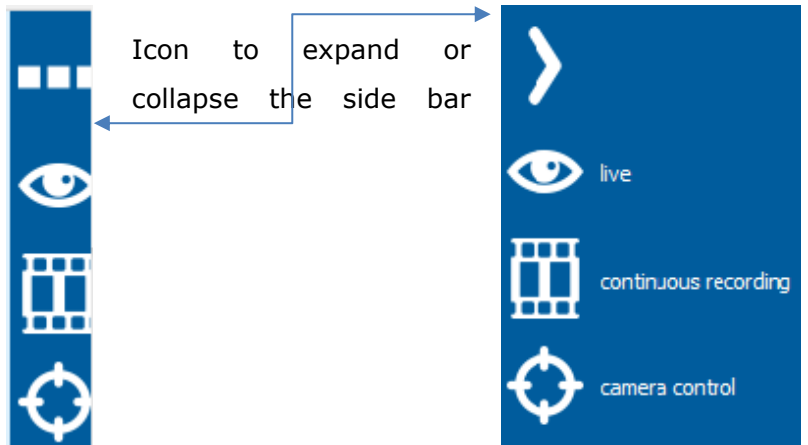 Icon to expand or
collapse the side bar
live
continuous recording
camera control